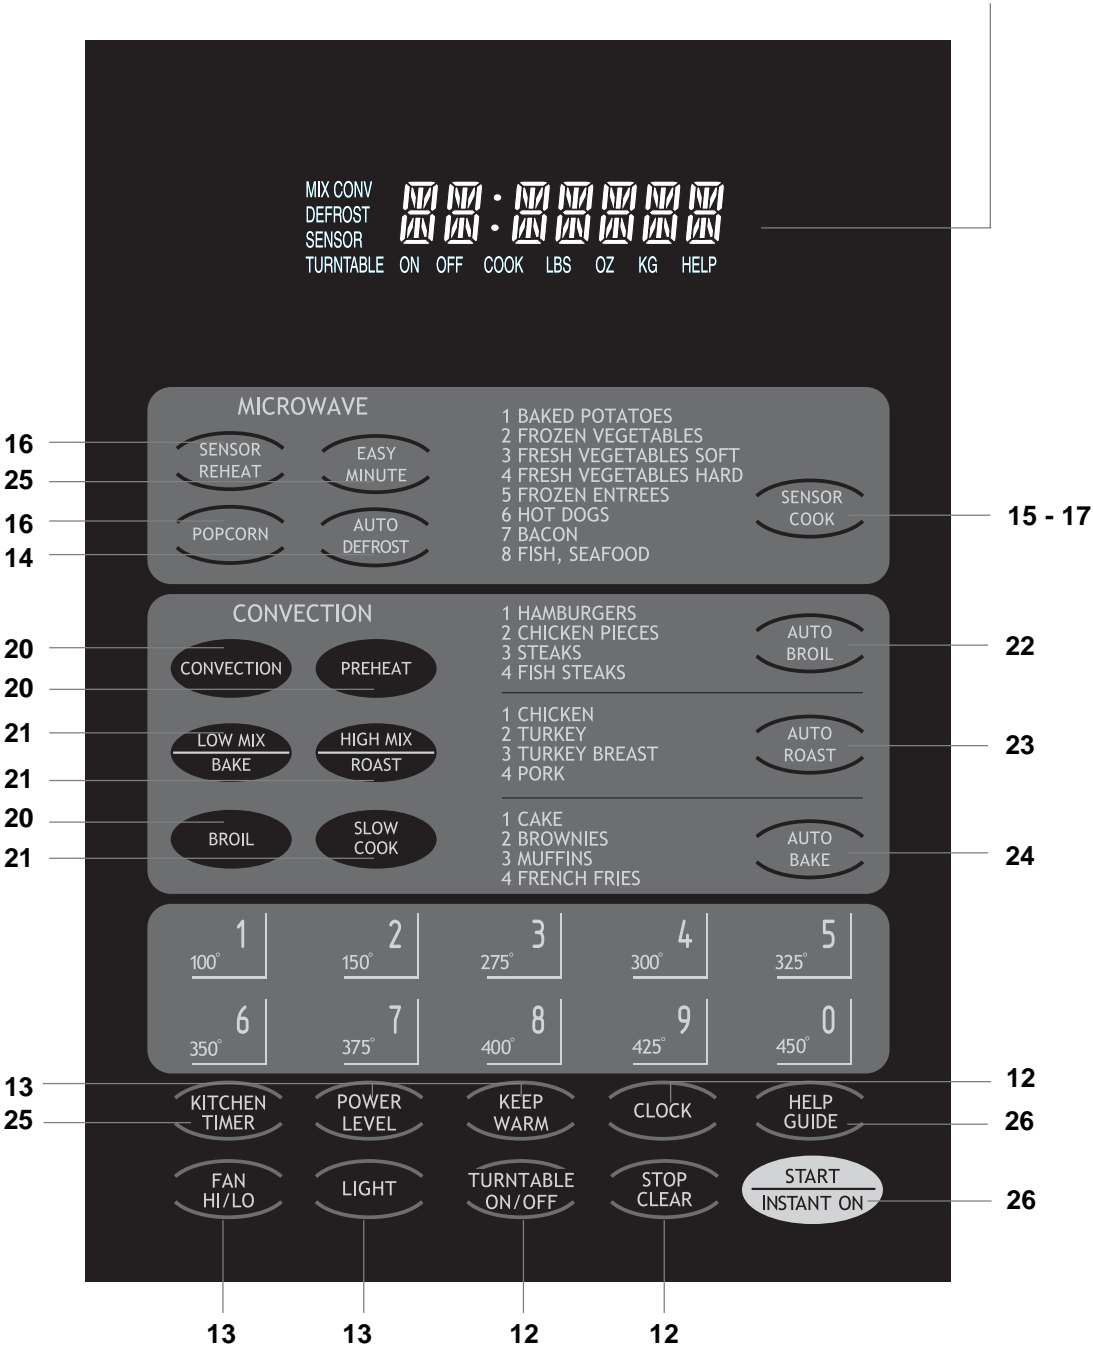 MIX CONV
DEFROST
SENSOR
TURNTABLE ON OFF COOK LBS OZ KG HELP
MICROWAVE
16 SENSOR REHEAT
25 EASY MINUTE
16 POPCORN
14 AUTO DEFROST
1 BAKED POTATOES
2 FROZEN VEGETABLES
3 FRESH VEGETABLES SOFT
4 FRESH VEGETABLES HARD
5 FROZEN ENTREES
6 HOT DOGS
7 BACON
8 FISH, SEAFOOD
SENSOR COOK 15 - 17
CONVECTION
20 CONVECTION
20 PREHEAT
21 LOW MIX BAKE
21 HIGH MIX ROAST
20 BROIL
21 SLOW COOK
1 HAMBURGERS
2 CHICKEN PIECES
3 STEAKS
4 FISH STEAKS
AUTO BROIL 22
1 CHICKEN
2 TURKEY
3 TURKEY BREAST
4 PORK
AUTO ROAST 23
1 CAKE
2 BROWNIES
3 MUFFINS
4 FRENCH FRIES
AUTO BAKE 24
1 2 3 4 5
100° 150° 275° 300° 325°
6 7 8 9 0
350° 375° 400° 425° 450°
13 12
KITCHEN POWER KEEP CLOCK HELP
25 TIMER LEVEL WARM GUIDE 26
FAN LIGHT TURNTABLE STOP START
HI/LO ON/OFF CLEAR INSTANT ON 26
13 13 12 12